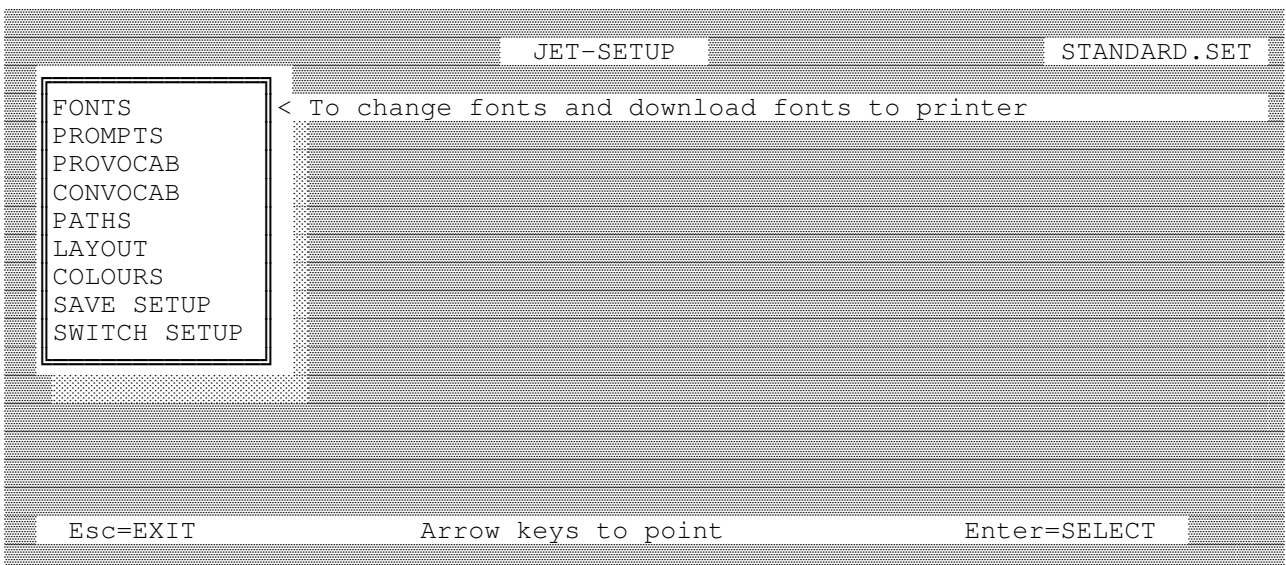 JET-SETUP STANDARD.SET
FONTS < To change fonts and download fonts to printer
PROMPTS
PROVOCAB
CONVOCAB
PATHS
LAYOUT
COLOURS
SAVE SETUP
SWITCH SETUP
Esc=EXIT Arrow keys to point Enter=SELECT